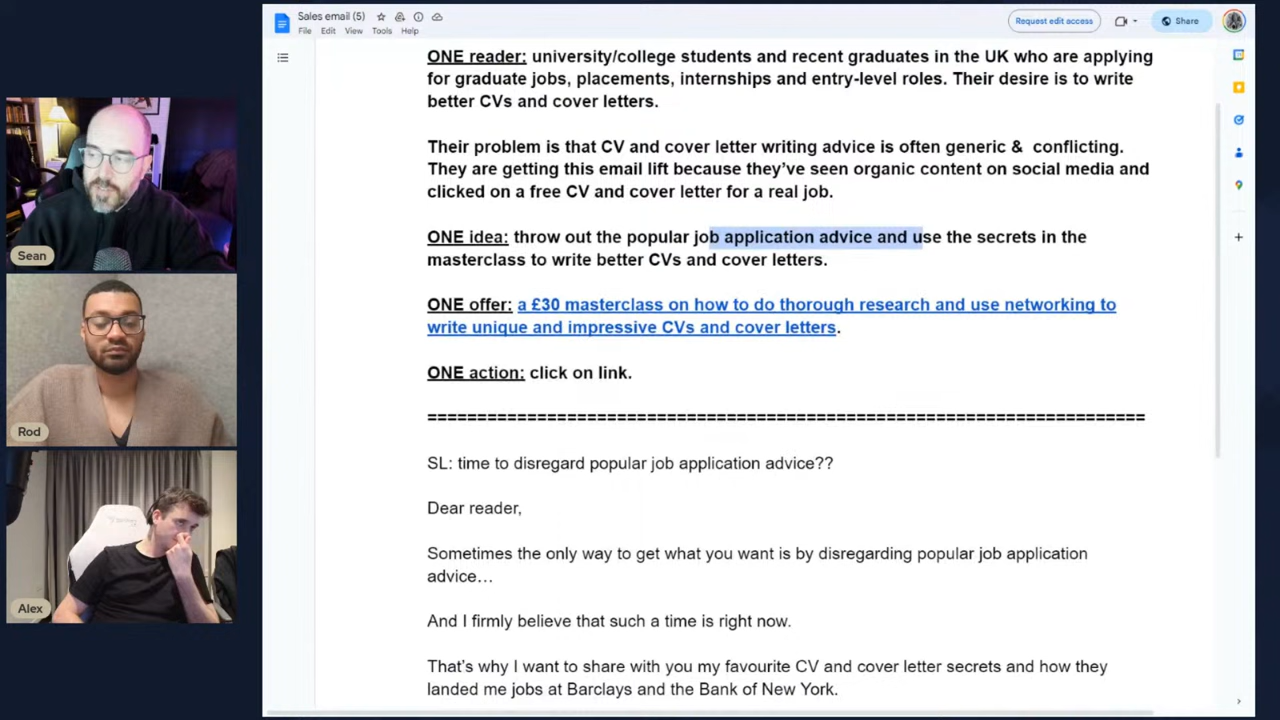 Sales email (5)
File Edit View Tools Help
Request edit access
Share
ONE reader: university/college students and recent graduates in the UK who are applying
for graduate jobs, placements, internships and entry-level roles. Their desire is to write
better CVs and cover letters.
Their problem is that CV and cover letter writing advice is often generic & conflicting.
They are getting this email lift because they've seen organic content on social media and
clicked on a free CV and cover letter for a real job.
ONE idea: throw out the popular job application advice and use the secrets in the
masterclass to write better CVs and cover letters.
ONE offer: a £30 masterclass on how to do thorough research and use networking to
write unique and impressive CVs and cover letters.
ONE action: click on link.
=======================================================================
SL: time to disregard popular job application advice??
Dear reader,
Sometimes the only way to get what you want is by disregarding popular job application
advice…
And I firmly believe that such a time is right now.
That's why I want to share with you my favourite CV and cover letter secrets and how they
landed me jobs at Barclays and the Bank of New York.
Sean
Rod
Alex